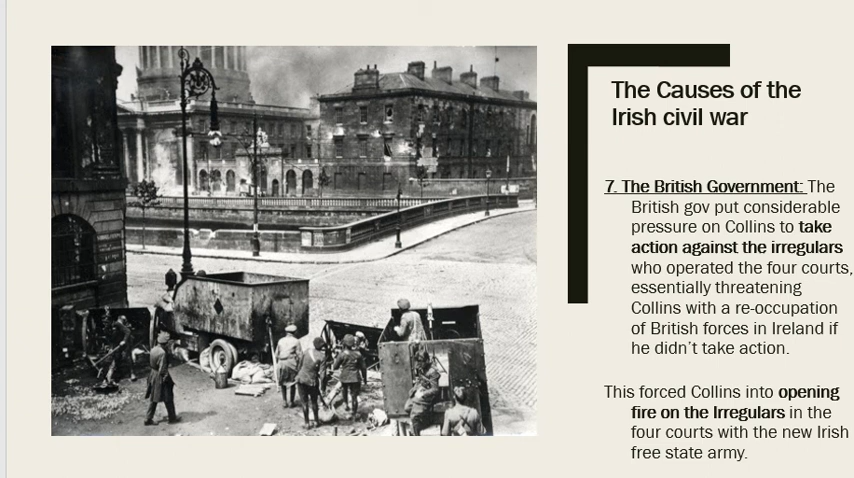 The Causes of the
Irish civil war
7. The British Government: The
British gov put considerable
pressure on Collins to take
action against the irregulars
who operated the four courts,
essentially threatening
Collins with a re-occupation
of British forces in Ireland if
he didn't take action.
This forced Collins into opening
fire on the Irregulars in the
four courts with the new Irish
free state army.